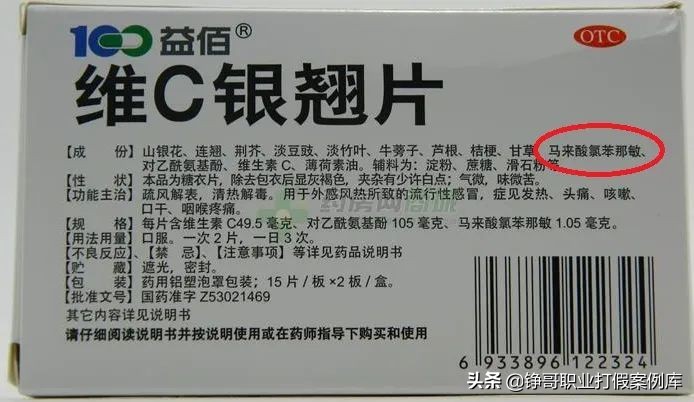 100 益佰®
OTC
维C银翘片
【成 份】山银花、连翘、荆芥、淡豆豉、淡竹叶、牛蒡子、芦根、桔梗、甘草、马来酸氯苯那敏、
对乙酰氨基酚、维生素C、薄荷素油。辅料为：淀粉、蔗糖、滑石粉等。
【性 状】本品为糖衣片，除去包衣后显灰褐色，夹杂有少许白点；气微，味微苦。
【功能主治】疏风解表，清热解毒。用于外感风热所致的流行性感冒，症见发热、头痛、咳嗽、
口干、咽喉疼痛。
【规 格】每片含维生素C49.5毫克、对乙酰氨基酚105毫克、马来酸氯苯那敏1.05毫克。
【用法用量】口服。一次2片，一日3次。
【不良反应】、【禁 忌】、【注意事项】等详见药品说明书
【贮 藏】遮光，密封。
【包 装】药用铝塑泡罩包装；15片/板×2板/盒。
【批准文号】国药准字Z53021469
其它内容详见说明书
请仔细阅读说明书并按说明使用或在药师指导下购买和使用
6 933896 122324
头条 @铮哥职业打假案例库